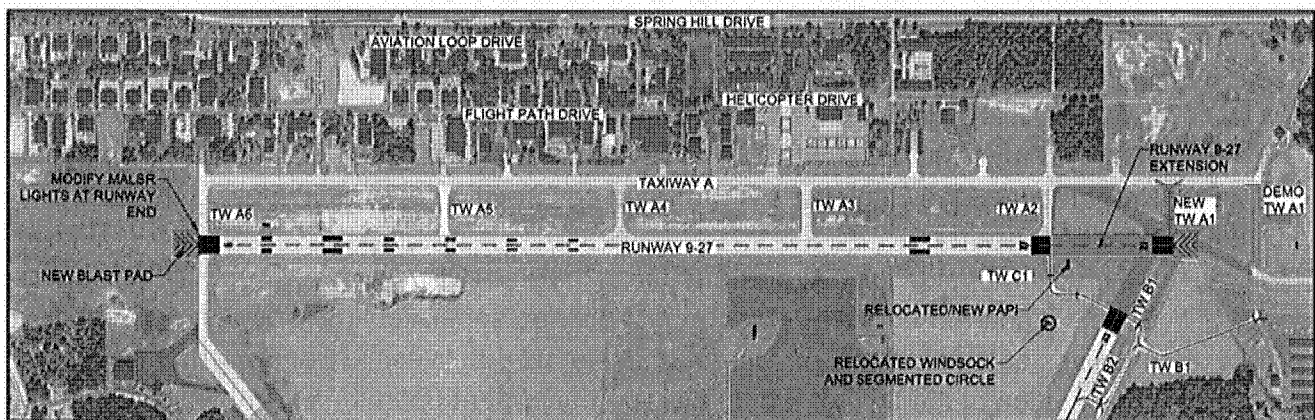 SPRING HILL DRIVE
AVIATION LOOP DRIVE
HELICOPTER DRIVE
FLIGHT PATH DRIVE
RUNWAY 9-27
EXTENSION
MODIFY MALSR
LIGHTS AT RUNWAY
END
TAXIWAY A
TW A6
TW A5
TW A4
TW A3
TW A2
NEW
TW A1
DEMO
TW A1
RUNWAY 9-27
NEW BLAST PAD
TW C1
RELOCATED/NEW PAPI
TW B1
RELOCATED WINDSOCK
AND SEGMENTED CIRCLE
TW B2
TW B1